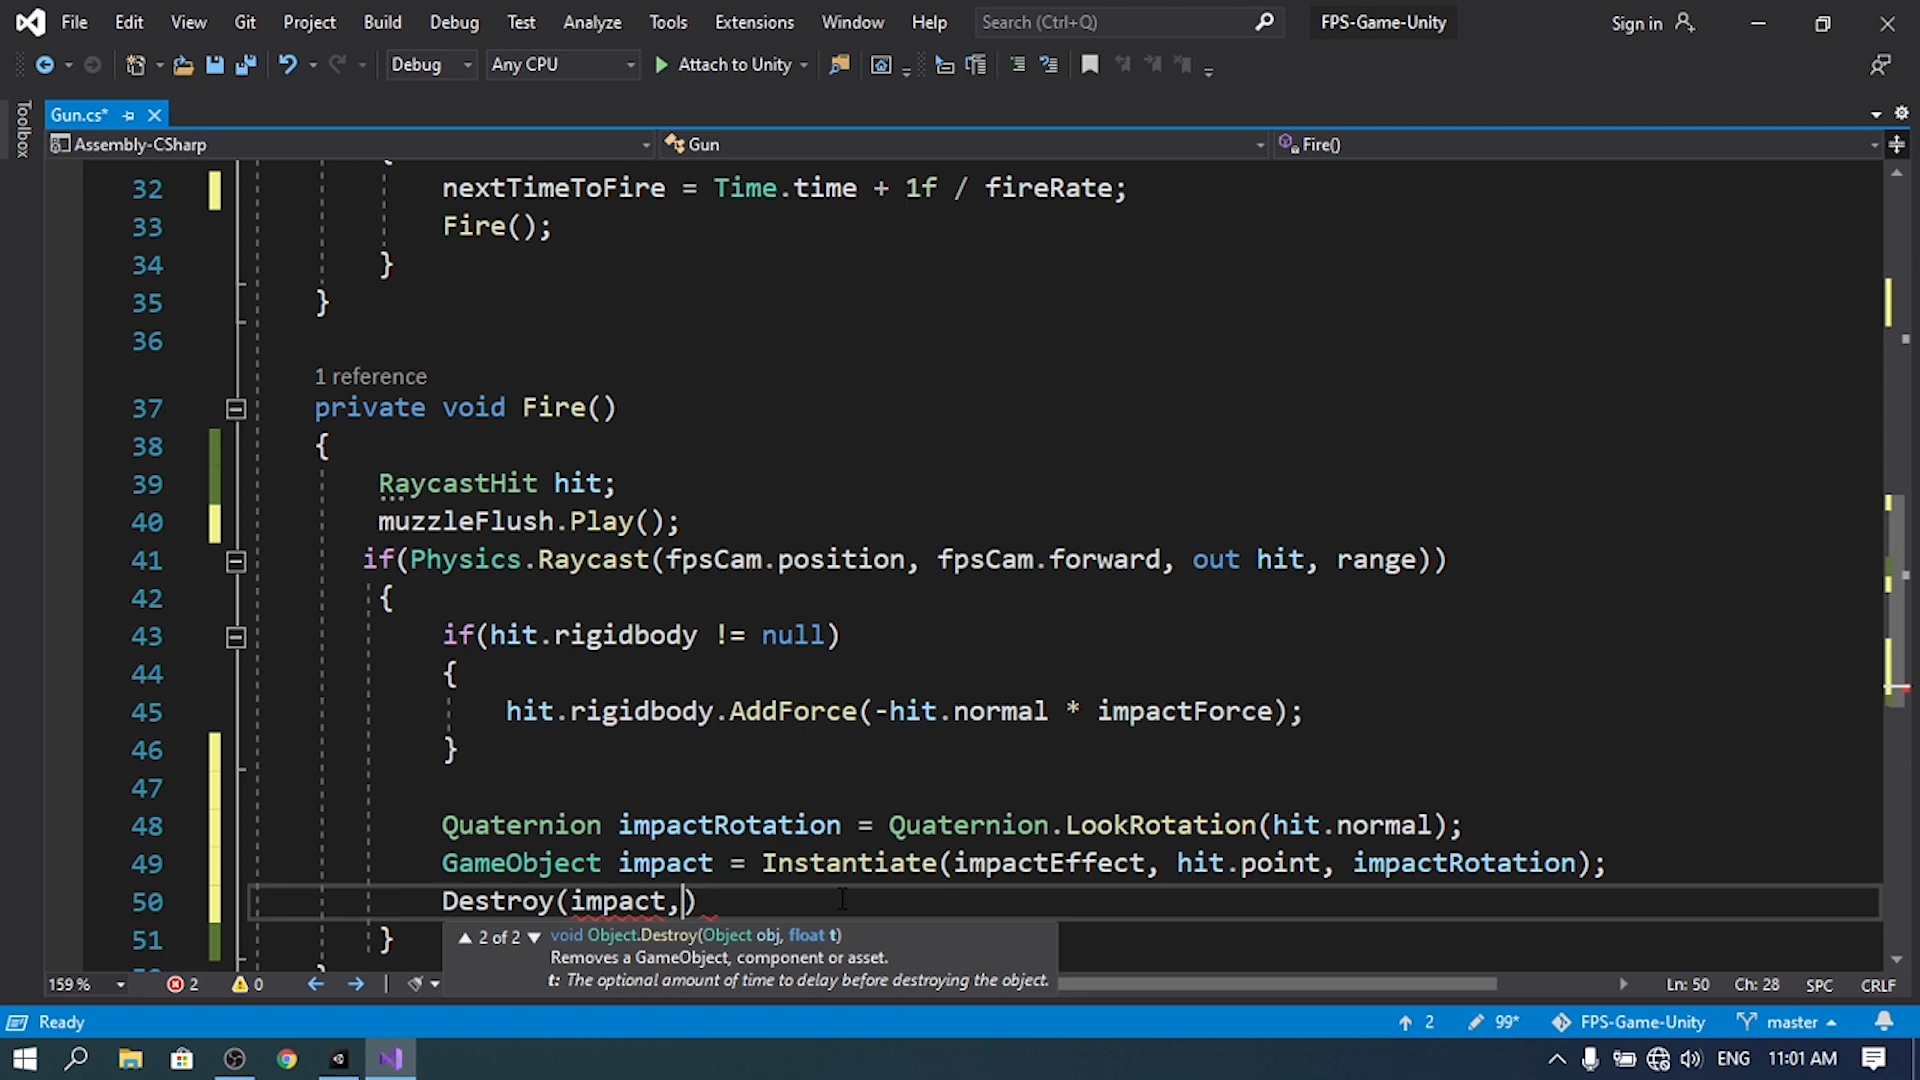 File Edit View Git Project Build Debug Test Analyze Tools Extensions Window Help Search (Ctrl+Q) FPS-Game-Unity Sign in
Debug Any CPU Attach to Unity
Toolbox
Gun.cs*
Assembly-CSharp Gun Fire()
{
32 nextTimeToFire = Time.time + 1f / fireRate;
33 Fire();
34 }
35 }
36
1 reference
37 private void Fire()
38 {
39 RaycastHit hit;
40 muzzleFlush.Play();
41 if(Physics.Raycast(fpsCam.position, fpsCam.forward, out hit, range))
42 {
43 if(hit.rigidbody != null)
44 {
45 hit.rigidbody.AddForce(-hit.normal * impactForce);
46 }
47
48 Quaternion impactRotation = Quaternion.LookRotation(hit.normal);
49 GameObject impact = Instantiate(impactEffect, hit.point, impactRotation);
50 Destroy(impact,)
51 }
▲ 2 of 2 ▼ void Object.Destroy(Object obj, float t)
Removes a GameObject, component or asset.
t: The optional amount of time to delay before destroying the object.
159 % 2 0 Ln: 50 Ch: 28 SPC CRLF
Ready 2 99* FPS-Game-Unity master
ENG 11:01 AM